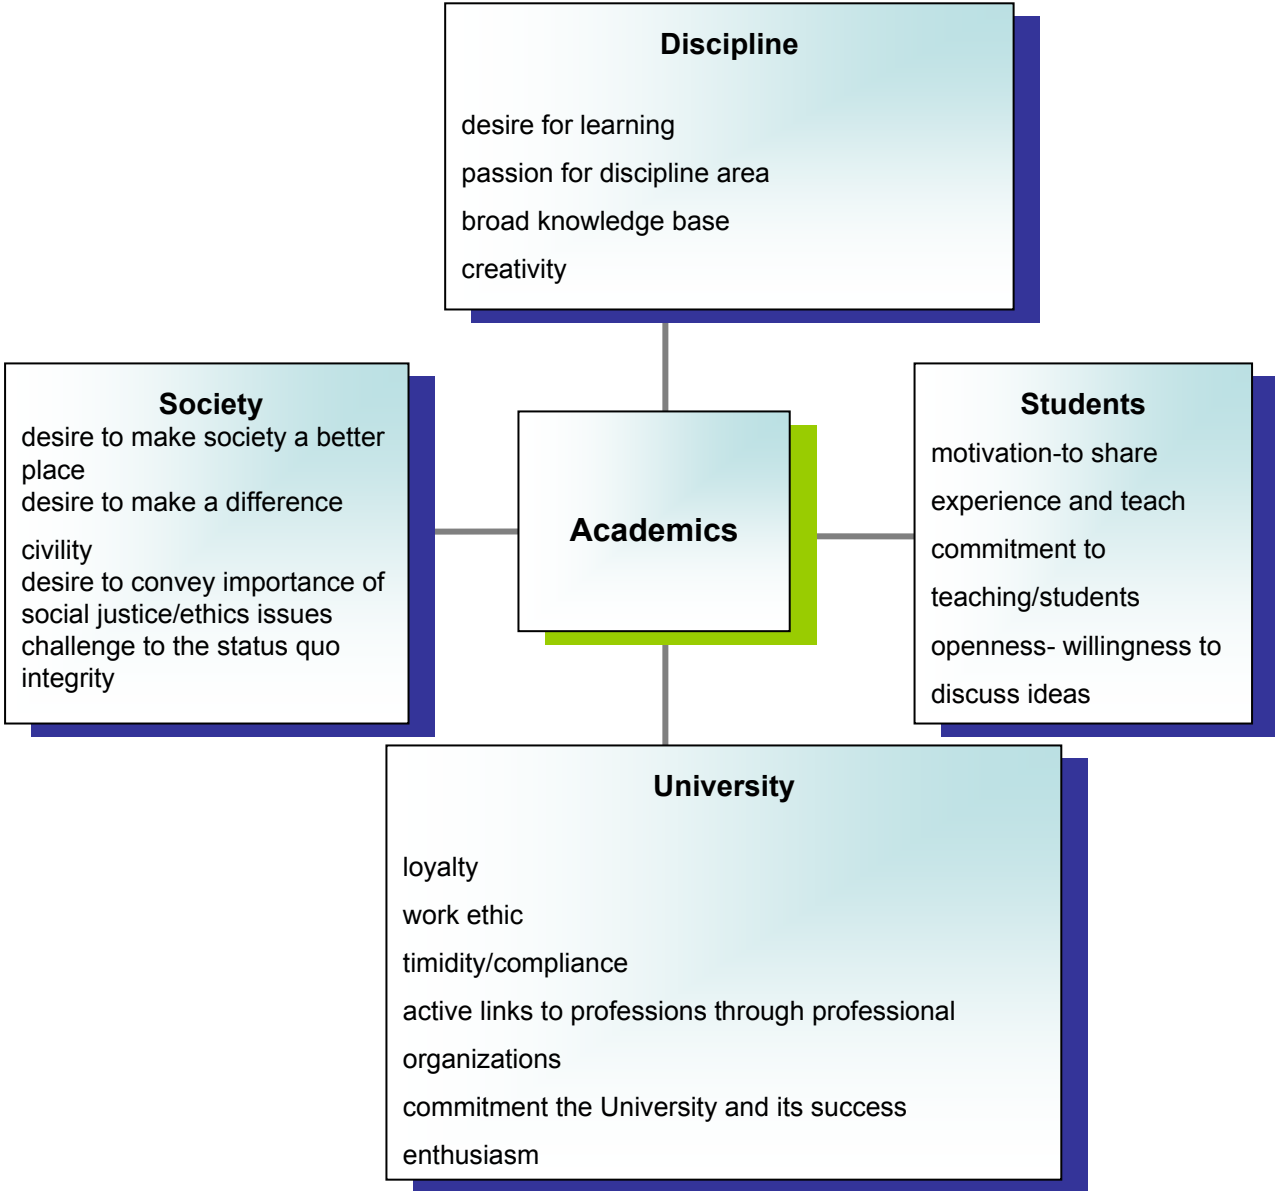 Discipline
desire for learning
passion for discipline area
broad knowledge base
creativity
Society
desire to make society a better
place
desire to make a difference
civility
desire to convey importance of
social justice/ethics issues
challenge to the status quo
integrity
Academics
Students
motivation-to share
experience and teach
commitment to
teaching/students
openness- willingness to
discuss ideas
University
loyalty
work ethic
timidity/compliance
active links to professions through professional
organizations
commitment the University and its success
enthusiasm